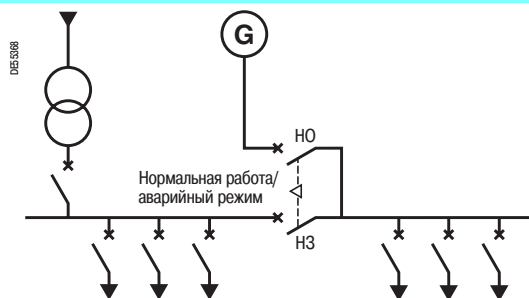 DE55368
G
НО
Нормальная работа/
аварийный режим
НЗ